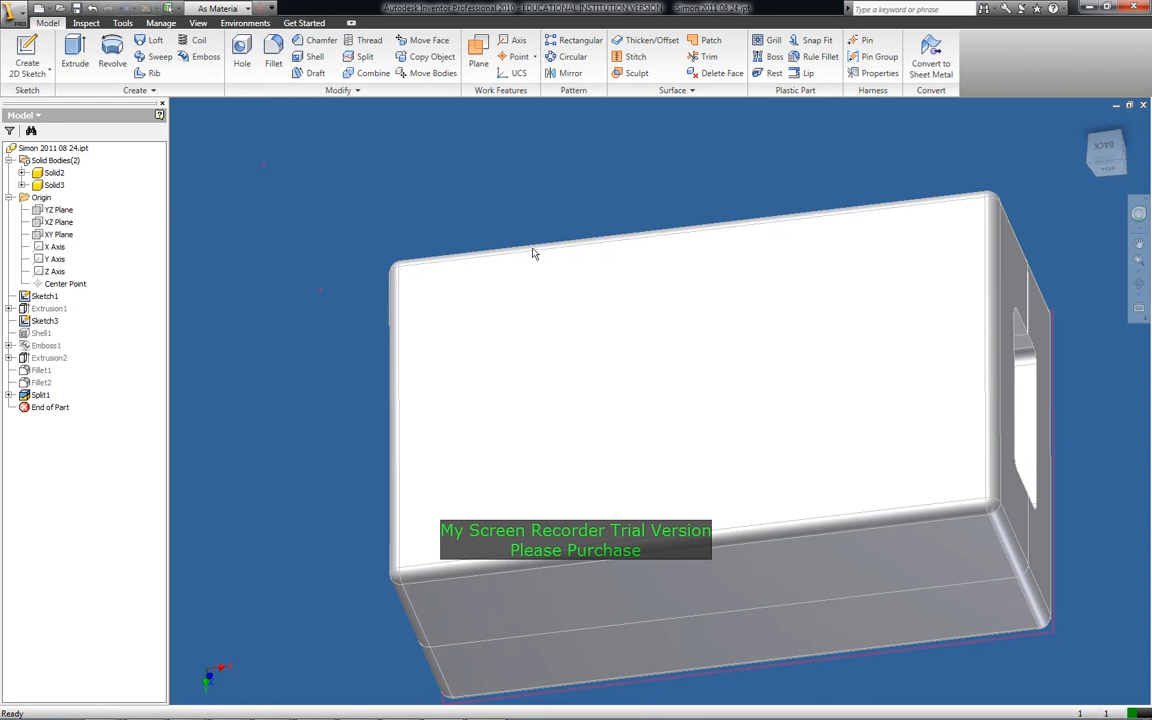 PRO
As Material
Autodesk Inventor Professional 2010 - EDUCATIONAL INSTITUTION VERSION Simon 2011 08 24.ipt
Type a keyword or phrase
Model Inspect Tools Manage View Environments Get Started
Create 2D Sketch
Extrude
Revolve
Loft
Sweep
Rib
Coil
Emboss
Hole
Fillet
Chamfer
Shell
Draft
Thread
Split
Combine
Move Face
Copy Object
Move Bodies
Plane
Axis
Point
UCS
Rectangular
Circular
Mirror
Thicken/Offset
Stitch
Sculpt
Patch
Trim
Delete Face
Grill
Boss
Rest
Snap Fit
Rule Fillet
Lip
Pin
Pin Group
Properties
Convert to Sheet Metal
Sketch Create Modify Work Features Pattern Surface Plastic Part Harness Convert
Model
Simon 2011 08 24.ipt
Solid Bodies(2)
Solid2
Solid3
Origin
YZ Plane
XZ Plane
XY Plane
X Axis
Y Axis
Z Axis
Center Point
Sketch1
Extrusion1
Sketch3
Shell1
Emboss1
Extrusion2
Fillet1
Fillet2
Split1
End of Part
BACK
TOP
My Screen Recorder Trial Version
Please Purchase
Ready
1 1